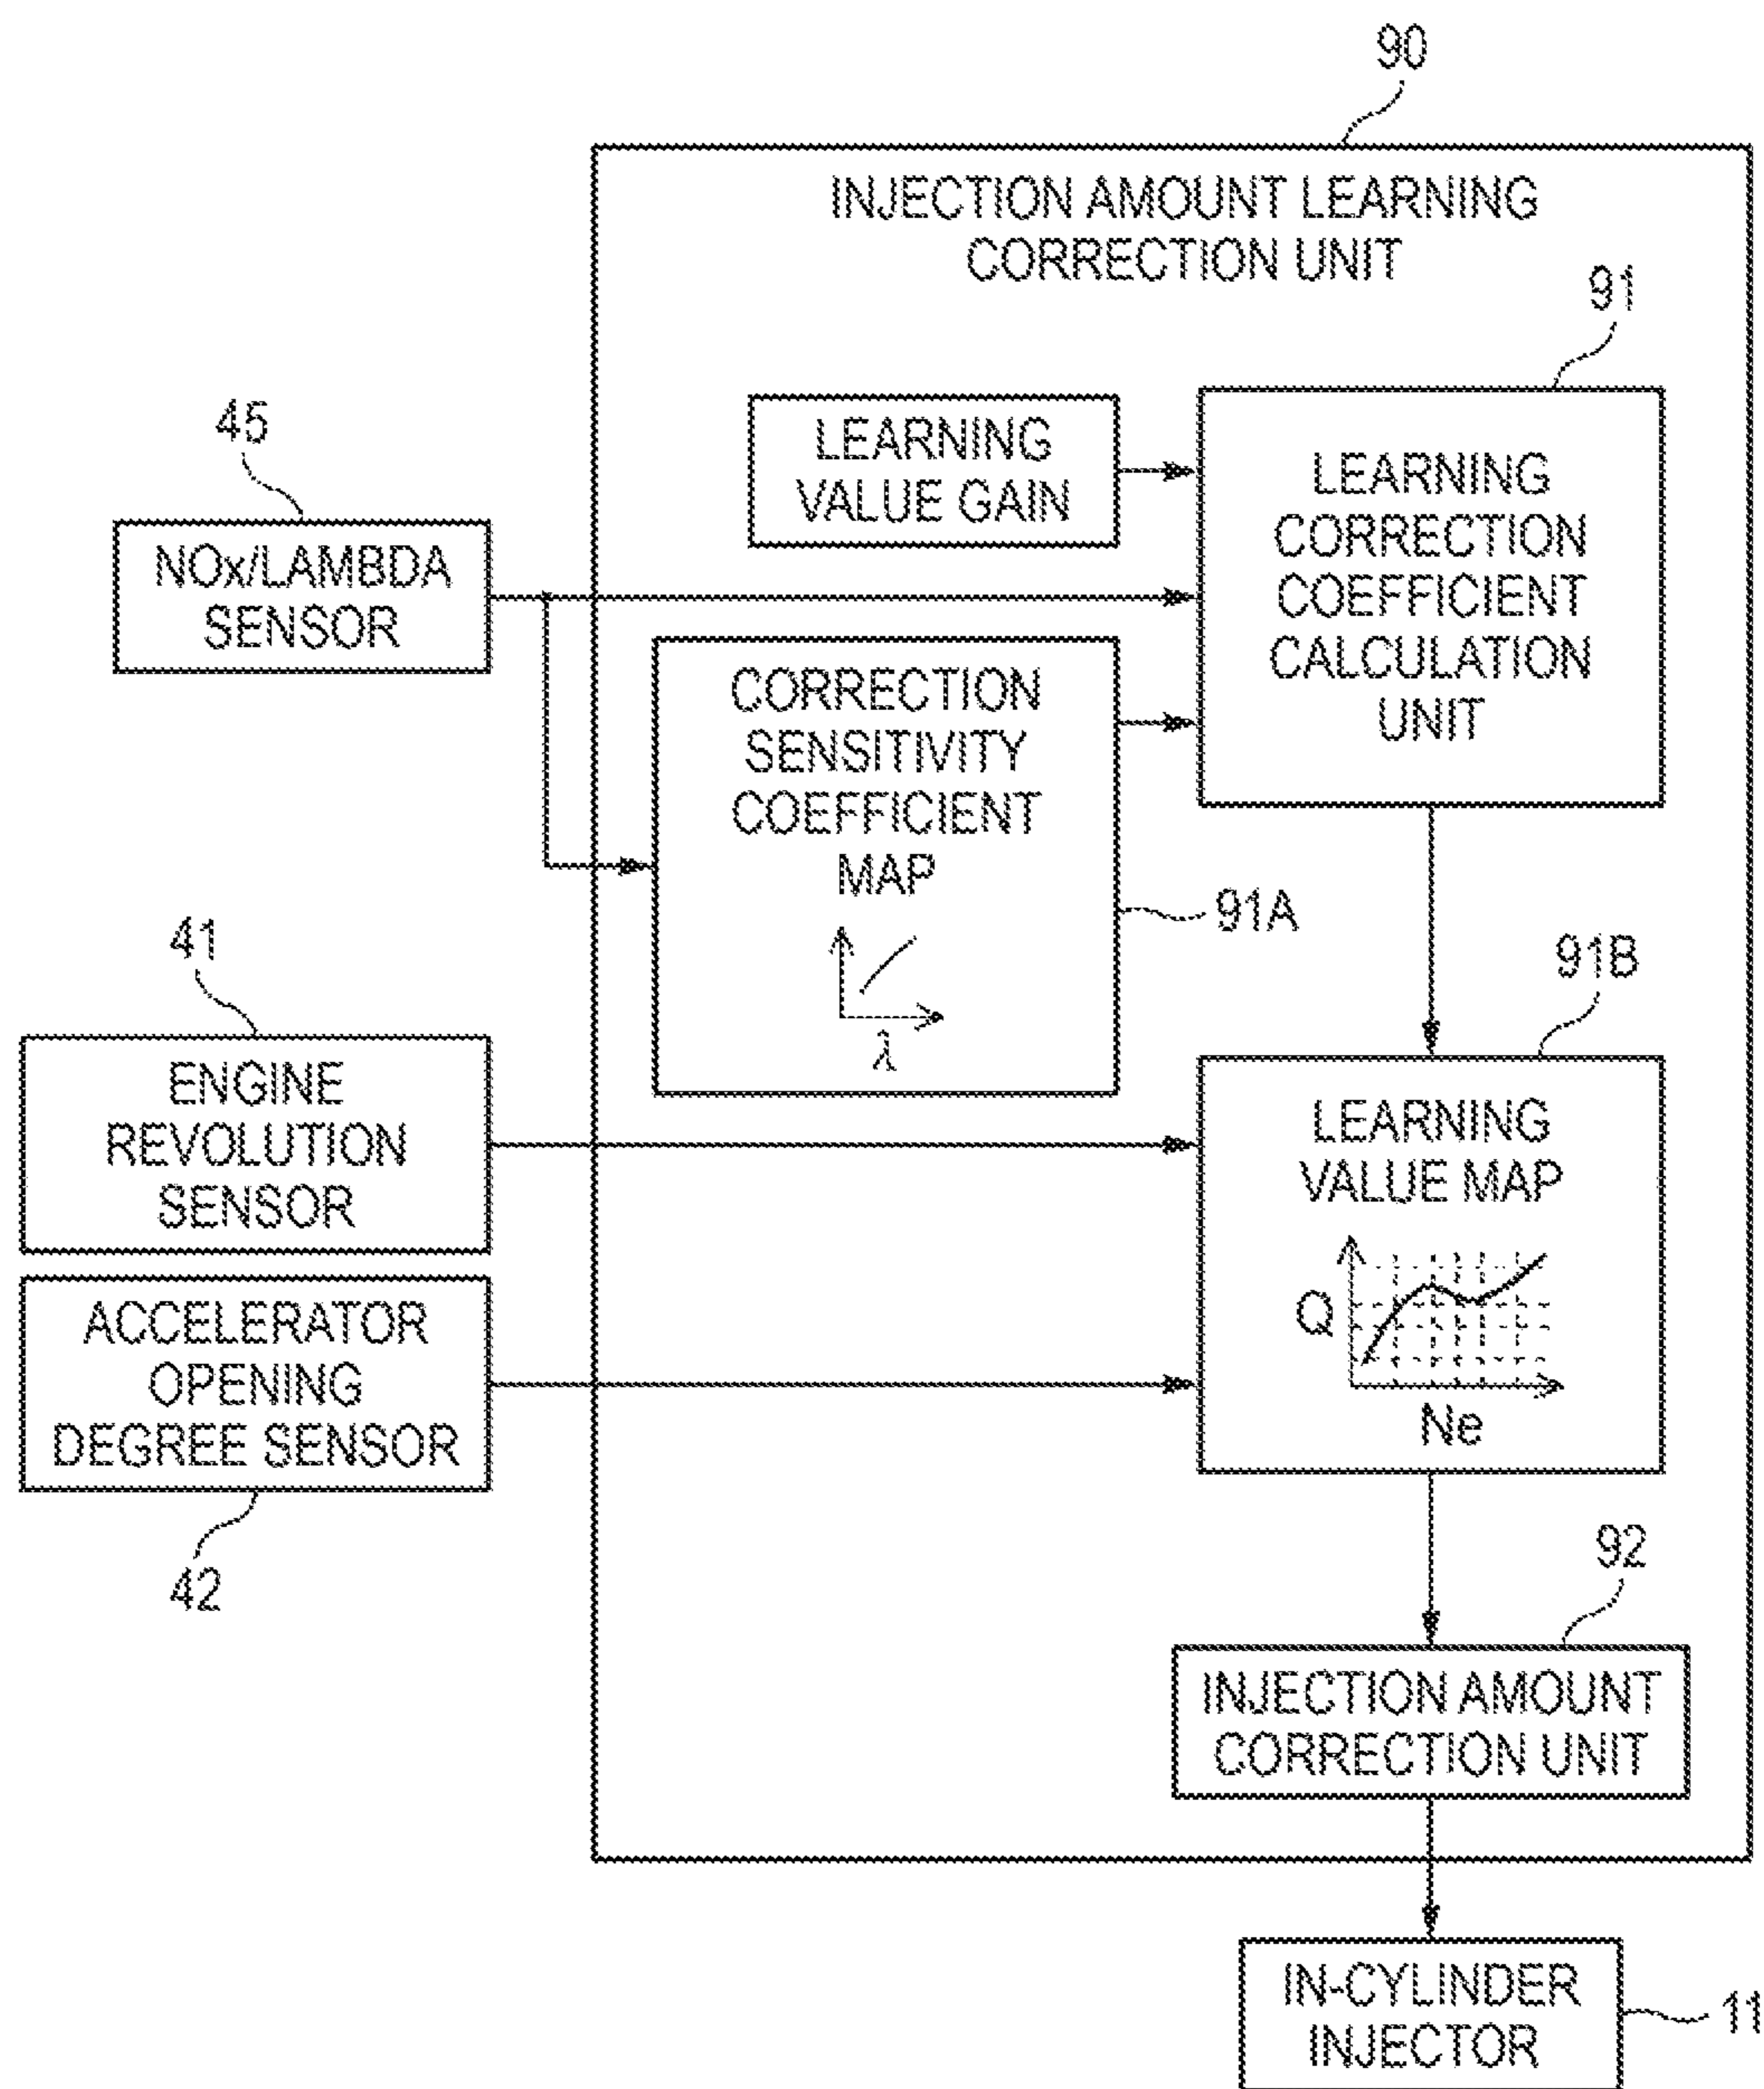 90
INJECTION AMOUNT LEARNING
CORRECTION UNIT
91
45
LEARNING
VALUE GAIN
LEARNING
CORRECTION
COEFFICIENT
CALCULATION
UNIT
NOx/LAMBDA
SENSOR
CORRECTION
SENSITIVITY
COEFFICIENT
MAP
λ
91A
41
91B
ENGINE
REVOLUTION
SENSOR
LEARNING
VALUE MAP
Q
Ne
ACCELERATOR
OPENING
DEGREE SENSOR
42
92
INJECTION AMOUNT
CORRECTION UNIT
IN-CYLINDER
INJECTOR
11